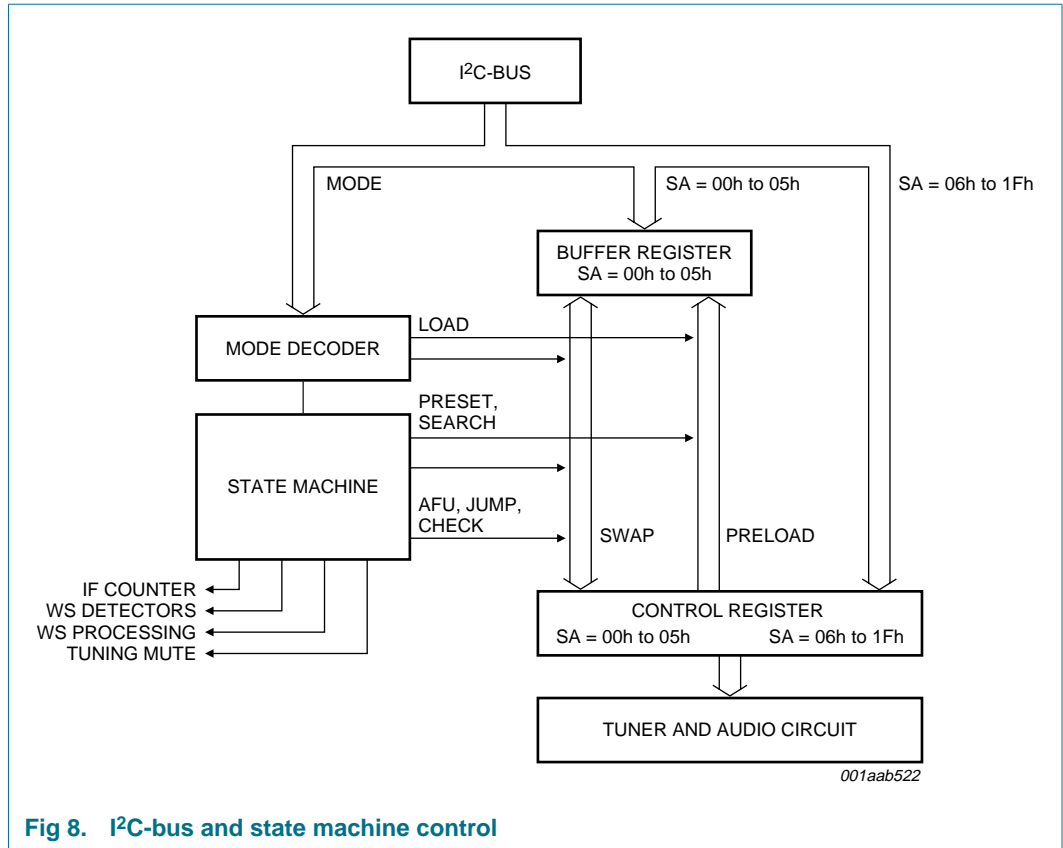 I2C-BUS
MODE
SA = 00h to 05h
SA = 06h to 1Fh
BUFFER REGISTER
SA = 00h to 05h
MODE DECODER
LOAD
PRESET,
SEARCH
STATE MACHINE
AFU, JUMP,
CHECK
SWAP
PRELOAD
IF COUNTER
WS DETECTORS
WS PROCESSING
TUNING MUTE
CONTROL REGISTER
SA = 00h to 05h
SA = 06h to 1Fh
TUNER AND AUDIO CIRCUIT
001aab522
Fig 8. I2C-bus and state machine control